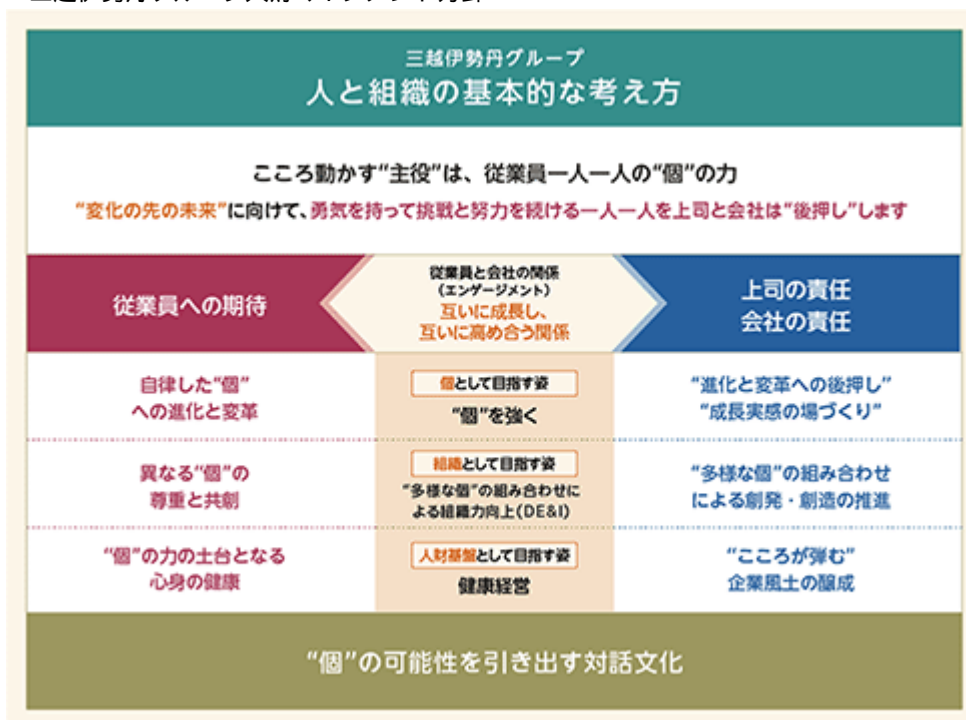 三越伊勢丹グループ
人と組織の基本的な考え方
こころ動かす“主役”は、従業員一人一人の“個”の力
“変化の先の未来”に向けて、勇気を持って挑戦と努力を続ける一人一人を上司と会社は“後押し”します
従業員への期待
従業員と会社の関係
(エンゲージメント)
互いに成長し、
互いに高め合う関係
上司の責任
会社の責任
自律した“個”
への進化と変革
個として目指す姿
“個”を強く
“進化と変革への後押し”
“成長実感の場づくり”
異なる“個”の
尊重と共創
組織として目指す姿
“多様な個”の組み合わせに
よる組織力向上(DE&I)
“多様な個”の組み合わせ
による創発・創造の推進
“個”の力の土台となる
心身の健康
人財基盤として目指す姿
健康経営
“こころが弾む”
企業風土の醸成
“個”の可能性を引き出す対話文化